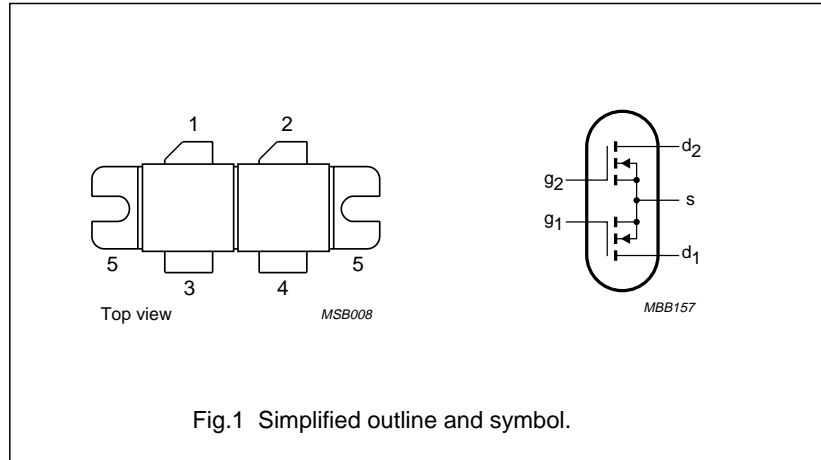 1 2
5 5
3 4
Top view MSB008
d2
g2
s
g1
d1
MBB157
Fig.1 Simplified outline and symbol.